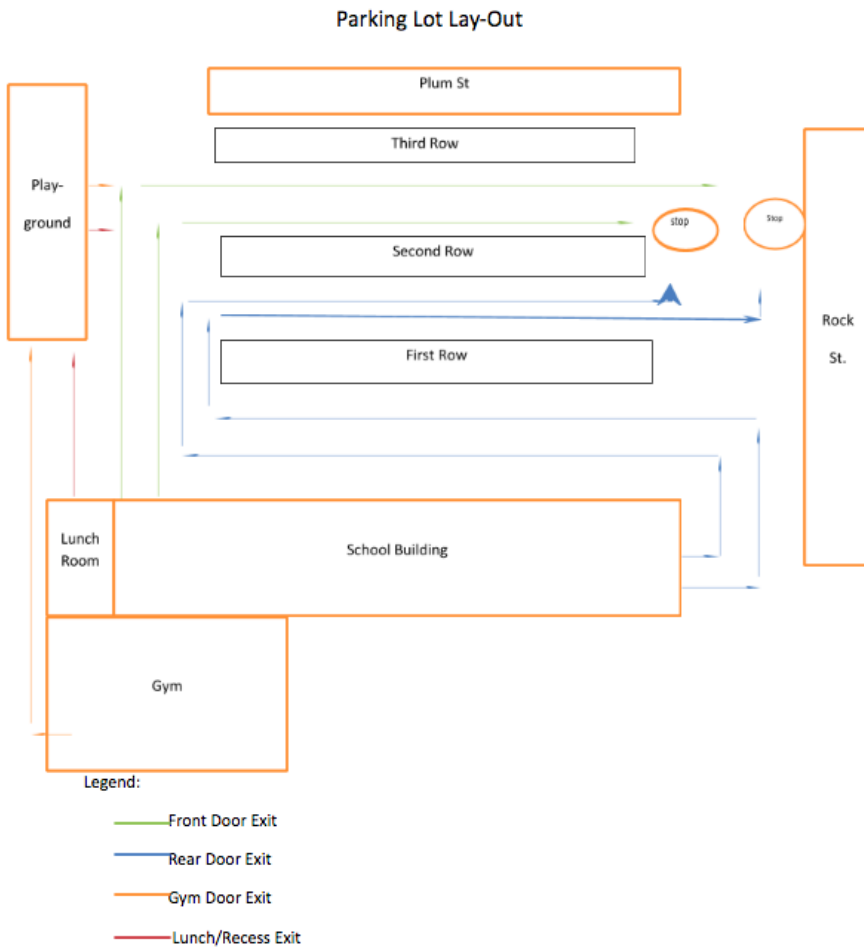 Parking Lot Lay-Out
Plum St
Third Row
Play-
ground
stop
Stop
Second Row
Rock
St.
First Row
Lunch
Room
School Building
Gym
Legend:
Front Door Exit
Rear Door Exit
Gym Door Exit
Lunch/Recess Exit